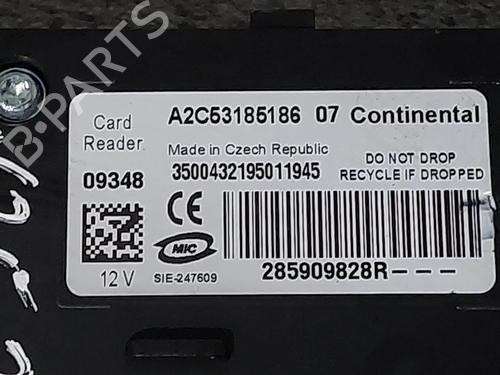 B-PARTS
Card Reader
A2C53185186 07 Continental
Made in Czech Republic
09348
3500432195011945
DO NOT DROP
RECYCLE IF DROPPED
CE
MIC
12 V
SIE-247609
285909828R---